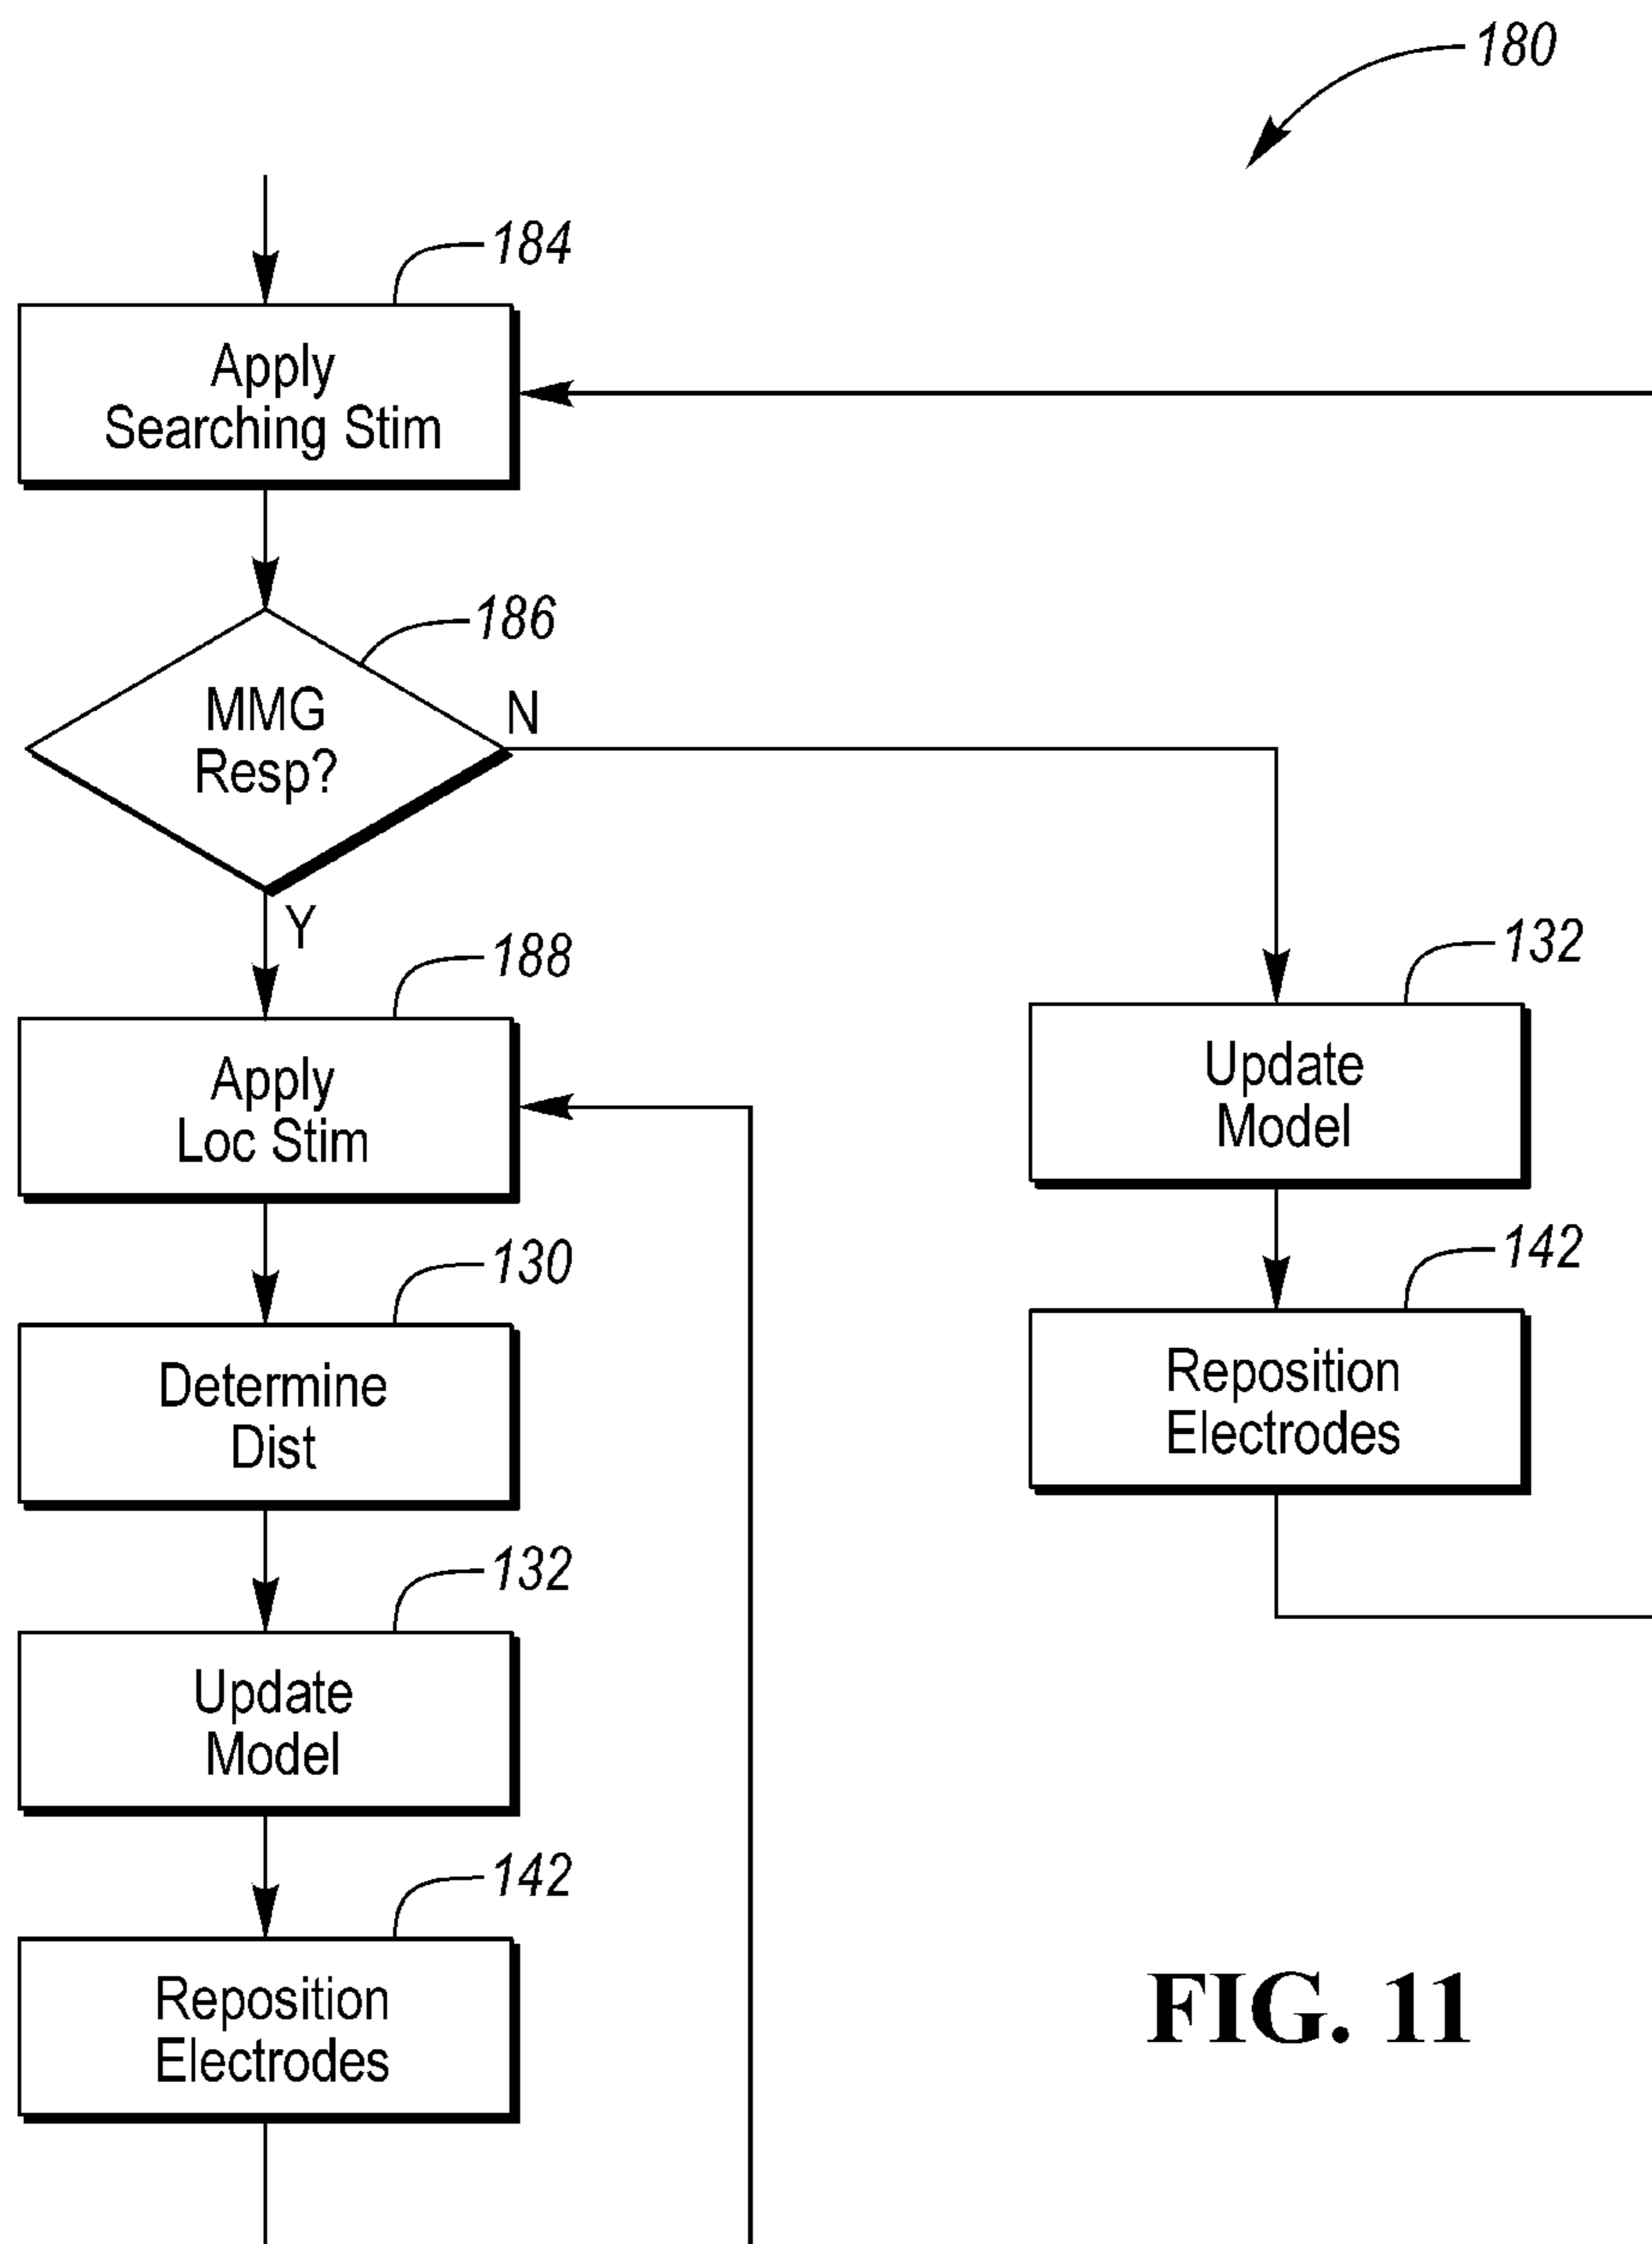 180
184
Apply
Searching Stim
186
MMG
Resp?
N
Y
188
Apply
Loc Stim
130
Determine
Dist
132
Update
Model
142
Reposition
Electrodes
132
Update
Model
142
Reposition
Electrodes
FIG. 11